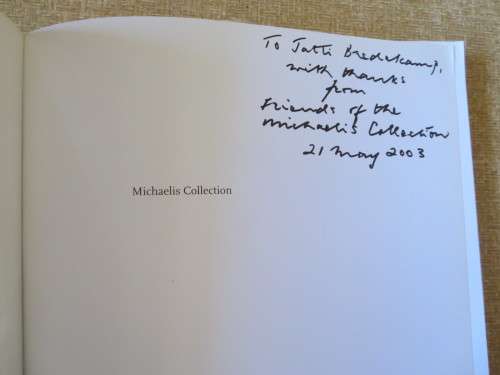 To Jatti Bredekamp,
with thanks
from
Friends of the
Michaelis Collection
21 May 2003
Michaelis Collection